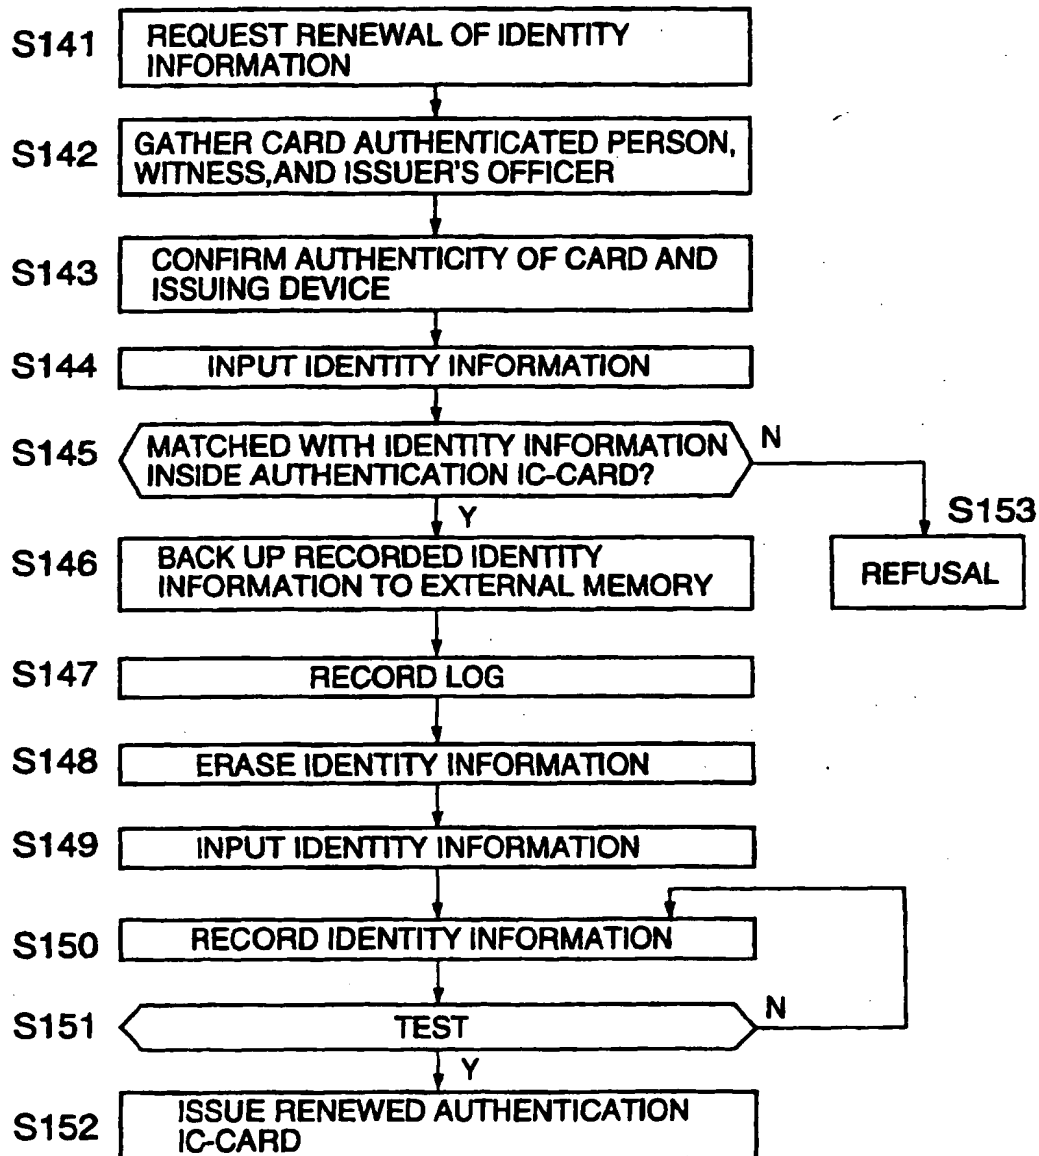 S141
REQUEST RENEWAL OF IDENTITY
INFORMATION
S142
GATHER CARD AUTHENTICATED PERSON,
WITNESS,AND ISSUER'S OFFICER
S143
CONFIRM AUTHENTICITY OF CARD AND
ISSUING DEVICE
S144
INPUT IDENTITY INFORMATION
S145
MATCHED WITH IDENTITY INFORMATION
INSIDE AUTHENTICATION IC-CARD?
N
Y
S153
REFUSAL
S146
BACK UP RECORDED IDENTITY
INFORMATION TO EXTERNAL MEMORY
S147
RECORD LOG
S148
ERASE IDENTITY INFORMATION
S149
INPUT IDENTITY INFORMATION
S150
RECORD IDENTITY INFORMATION
S151
TEST
N
Y
S152
ISSUE RENEWED AUTHENTICATION
IC-CARD